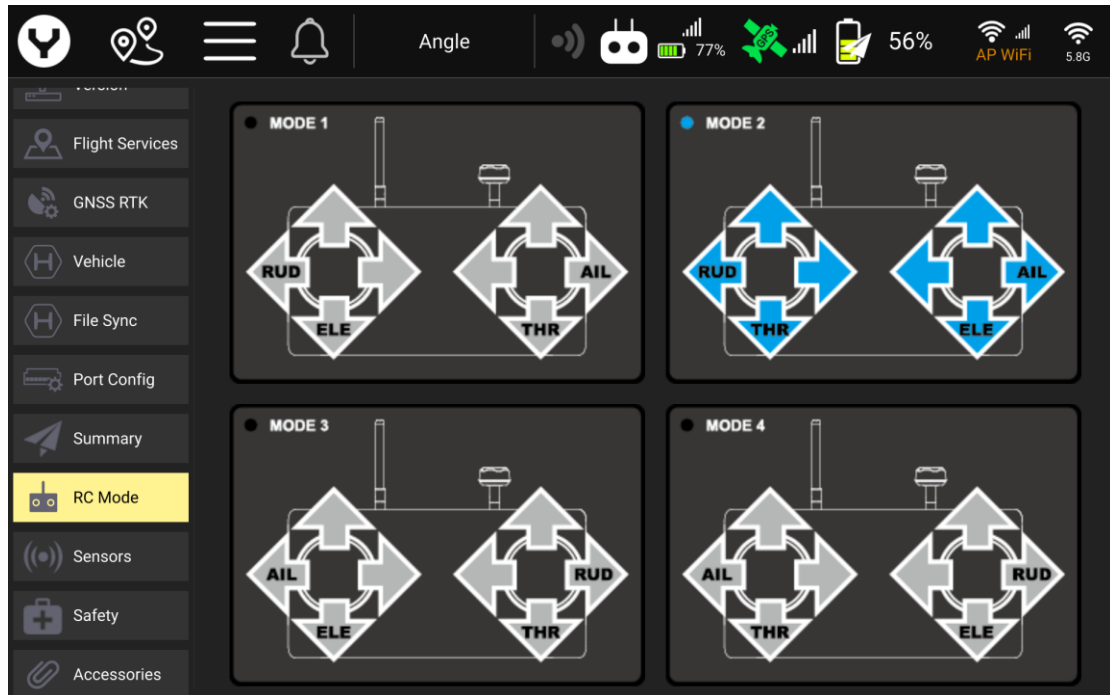 Angle
77%
GPS
56%
AP WiFi
5.8G
Version
Flight Services
GNSS RTK
Vehicle
File Sync
Port Config
Summary
RC Mode
Sensors
Safety
Accessories
MODE 1
RUD
AIL
ELE
THR
MODE 2
RUD
AIL
THR
ELE
MODE 3
AIL
RUD
ELE
THR
MODE 4
AIL
RUD
THR
ELE